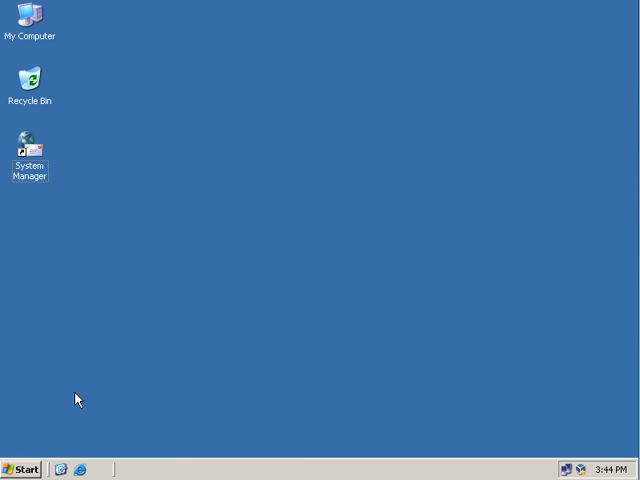 My Computer
Recycle Bin
System
Manager
Start
3:44 PM